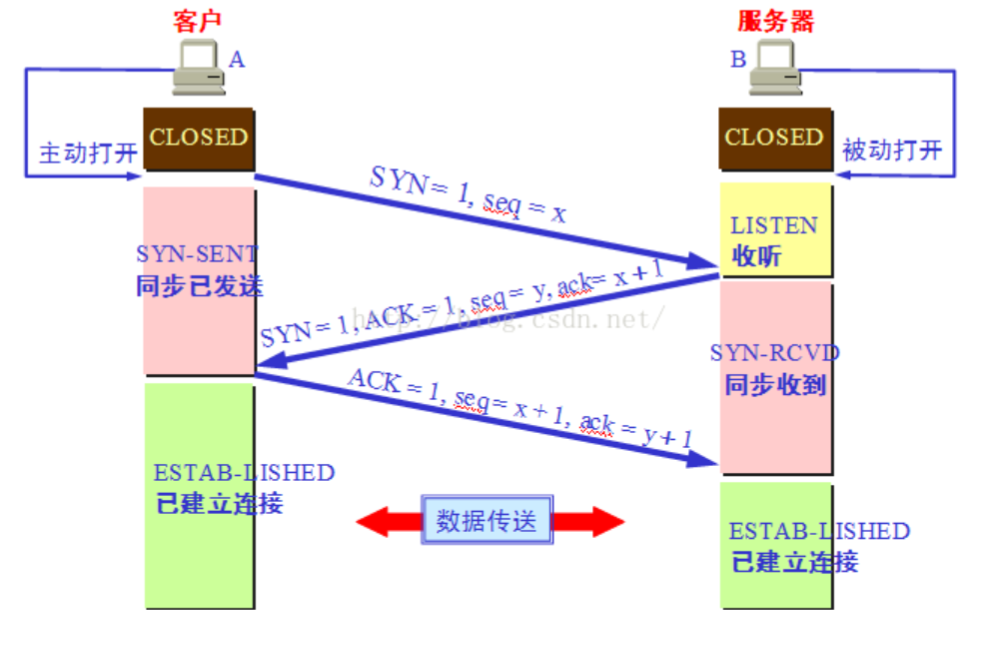 客户
服务器
A
B
CLOSED
CLOSED
主动打开
被动打开
SYN = 1, seq = x
LISTEN
收听
SYN-SENT
同步已发送
SYN = 1, ACK = 1, seq = y, ack = x + 1
http://blog.csdn.net/
SYN-RCVD
同步收到
ACK = 1, seq = x + 1, ack = y + 1
ESTAB-LISHED
已建立连接
数据传送
ESTAB-LISHED
已建立连接